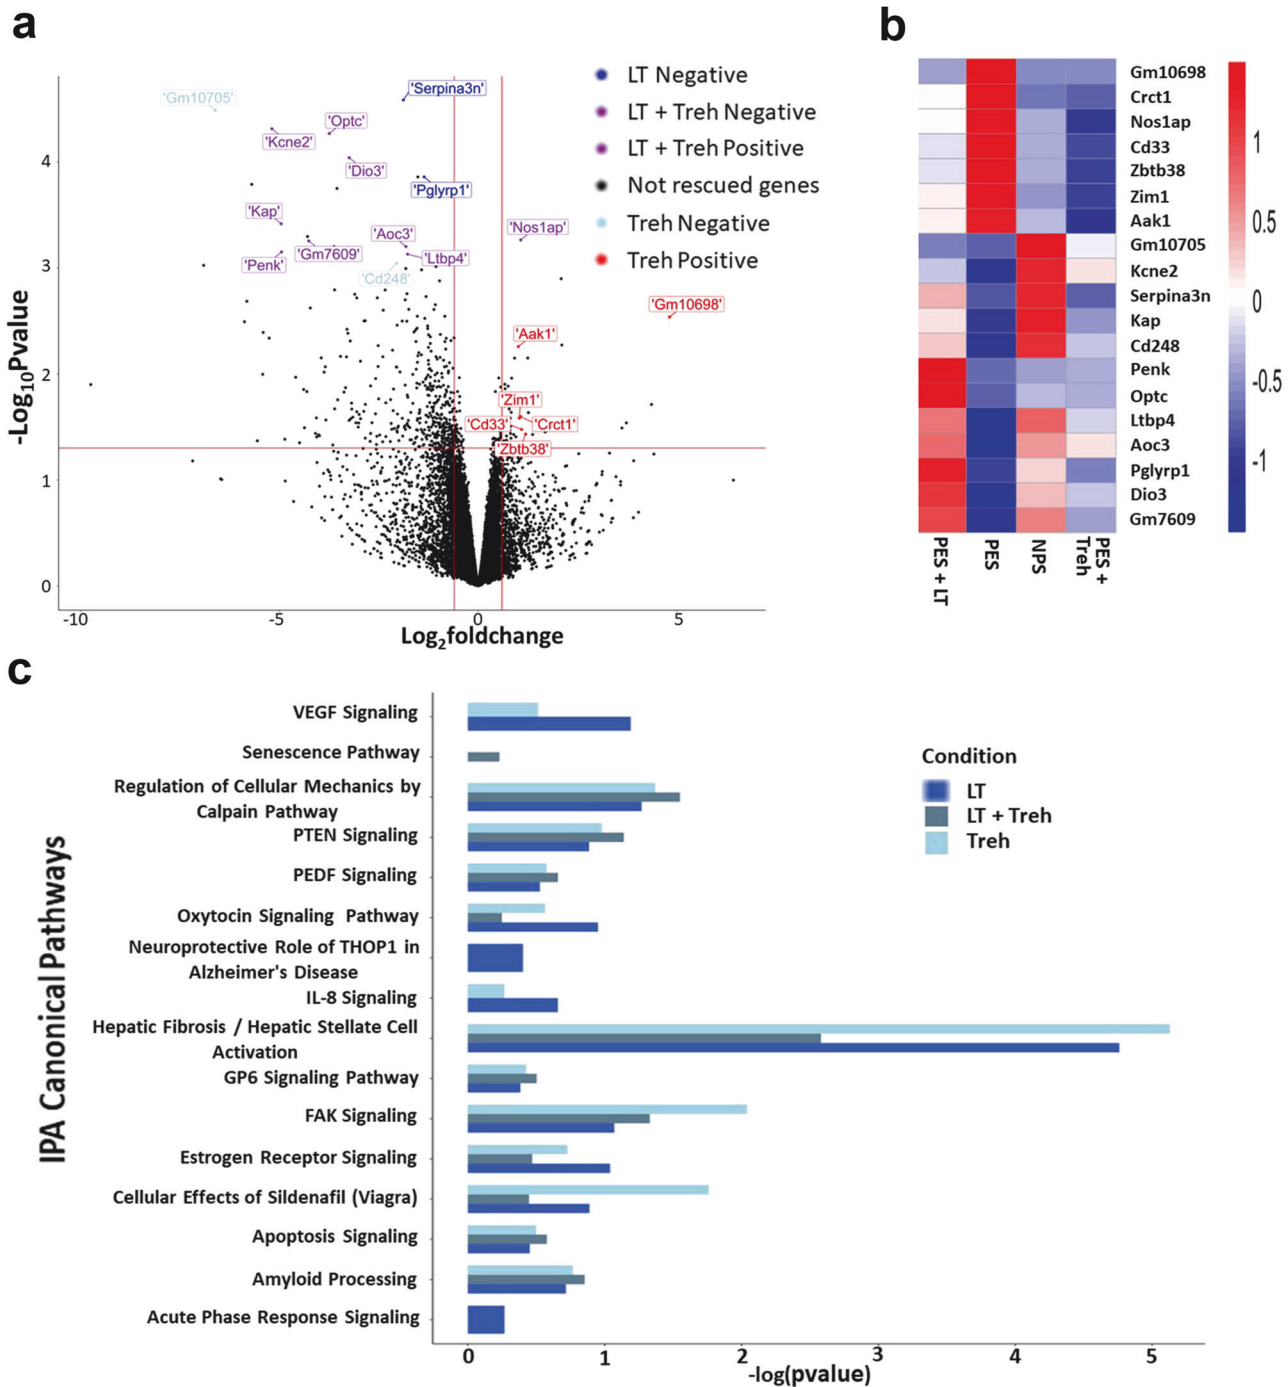 a
'Gm10705'
'Serpina3n'
'Optc'
'Kcne2'
'Dio3'
'Pglyrp1'
'Kap'
'Aoc3'
'Nos1ap'
'Gm7609'
'Penk'
'Ltbp4'
'Cd248'
'Gm10698'
'Aak1'
'Zim1'
'Cd33'
'Crct1'
'Zbtb38'
LT Negative
LT + Treh Negative
LT + Treh Positive
Not rescued genes
Treh Negative
Treh Positive
-Log10Pvalue
4
3
2
1
0
-10
-5
0
5
Log2foldchange
b
Gm10698
Crct1
Nos1ap
Cd33
Zbtb38
Zim1
Aak1
Gm10705
Kcne2
Serpina3n
Kap
Cd248
Penk
Optc
Ltbp4
Aoc3
Pglyrp1
Dio3
Gm7609
PES + LT
PES
NPS
PES +
Treh
1
0.5
0
-0.5
-1
c
IPA Canonical Pathways
VEGF Signaling
Senescence Pathway
Regulation of Cellular Mechanics by
Calpain Pathway
PTEN Signaling
PEDF Signaling
Oxytocin Signaling Pathway
Neuroprotective Role of THOP1 in
Alzheimer's Disease
IL-8 Signaling
Hepatic Fibrosis / Hepatic Stellate Cell
Activation
GP6 Signaling Pathway
FAK Signaling
Estrogen Receptor Signaling
Cellular Effects of Sildenafil (Viagra)
Apoptosis Signaling
Amyloid Processing
Acute Phase Response Signaling
Condition
LT
LT + Treh
Treh
0
1
2
3
4
5
-log(pvalue)